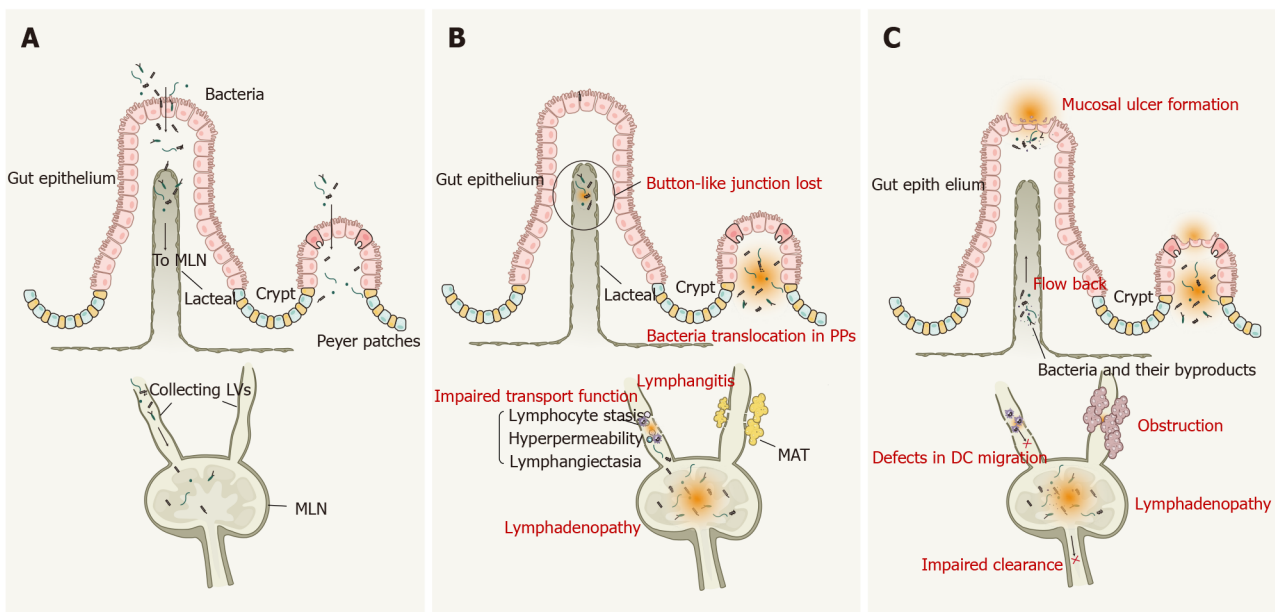 A
Bacteria
Gut epithelium
To MLN
Lacteal
Crypt
Peyer patches
Collecting LVs
MLN
B
Gut epithelium
Button-like junction lost
Lacteal
Crypt
Bacteria translocation in PPs
Lymphangitis
Impaired transport function
Lymphocyte stasis
Hyperpermeability
Lymphangiectasia
MAT
Lymphadenopathy
C
Mucosal ulcer formation
Gut epith elium
Flow back
Crypt
Bacteria and their byproducts
Obstruction
Defects in DC migration
Lymphadenopathy
Impaired clearance